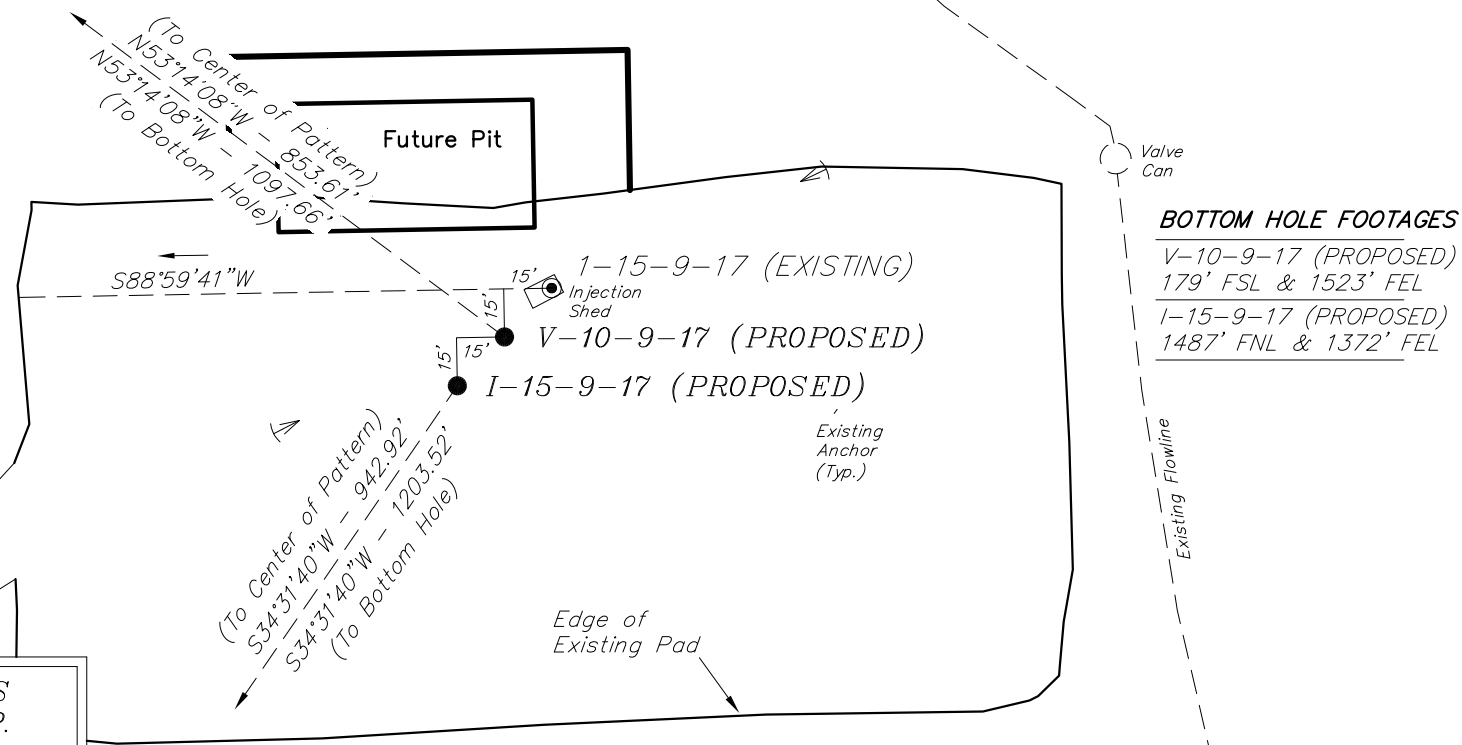 (To Center of Pattern)
N53°14'08"W - 853.61'
N53°14'08"W - 1097.66'
(To Bottom Hole)
Future Pit
Valve
Can
BOTTOM HOLE FOOTAGES
V-10-9-17 (PROPOSED)
179' FSL & 1523' FEL
I-15-9-17 (PROPOSED)
1487' FNL & 1372' FEL
S88°59'41"W
15'
1-15-9-17 (EXISTING)
Injection
Shed
15'
V-10-9-17 (PROPOSED)
15'
15'
I-15-9-17 (PROPOSED)
Existing
Anchor
(Typ.)
(To Center of Pattern)
S34°31'40"W - 942.92'
S34°31'40"W - 1203.52'
(To Bottom Hole)
Existing Flowline
Edge of
Existing Pad